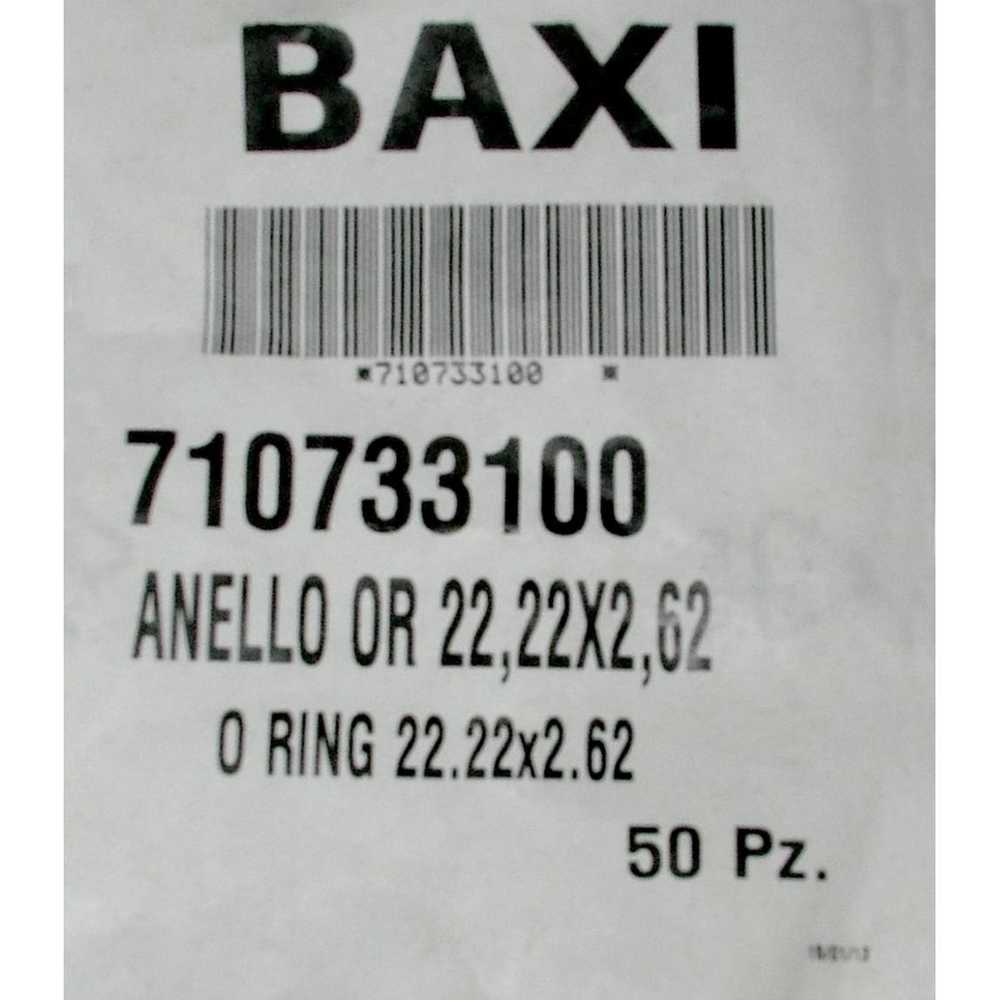 BAXI
*710733100 *
710733100
ANELLO OR 22,22X2,62
O RING 22.22x2.62
50 Pz.